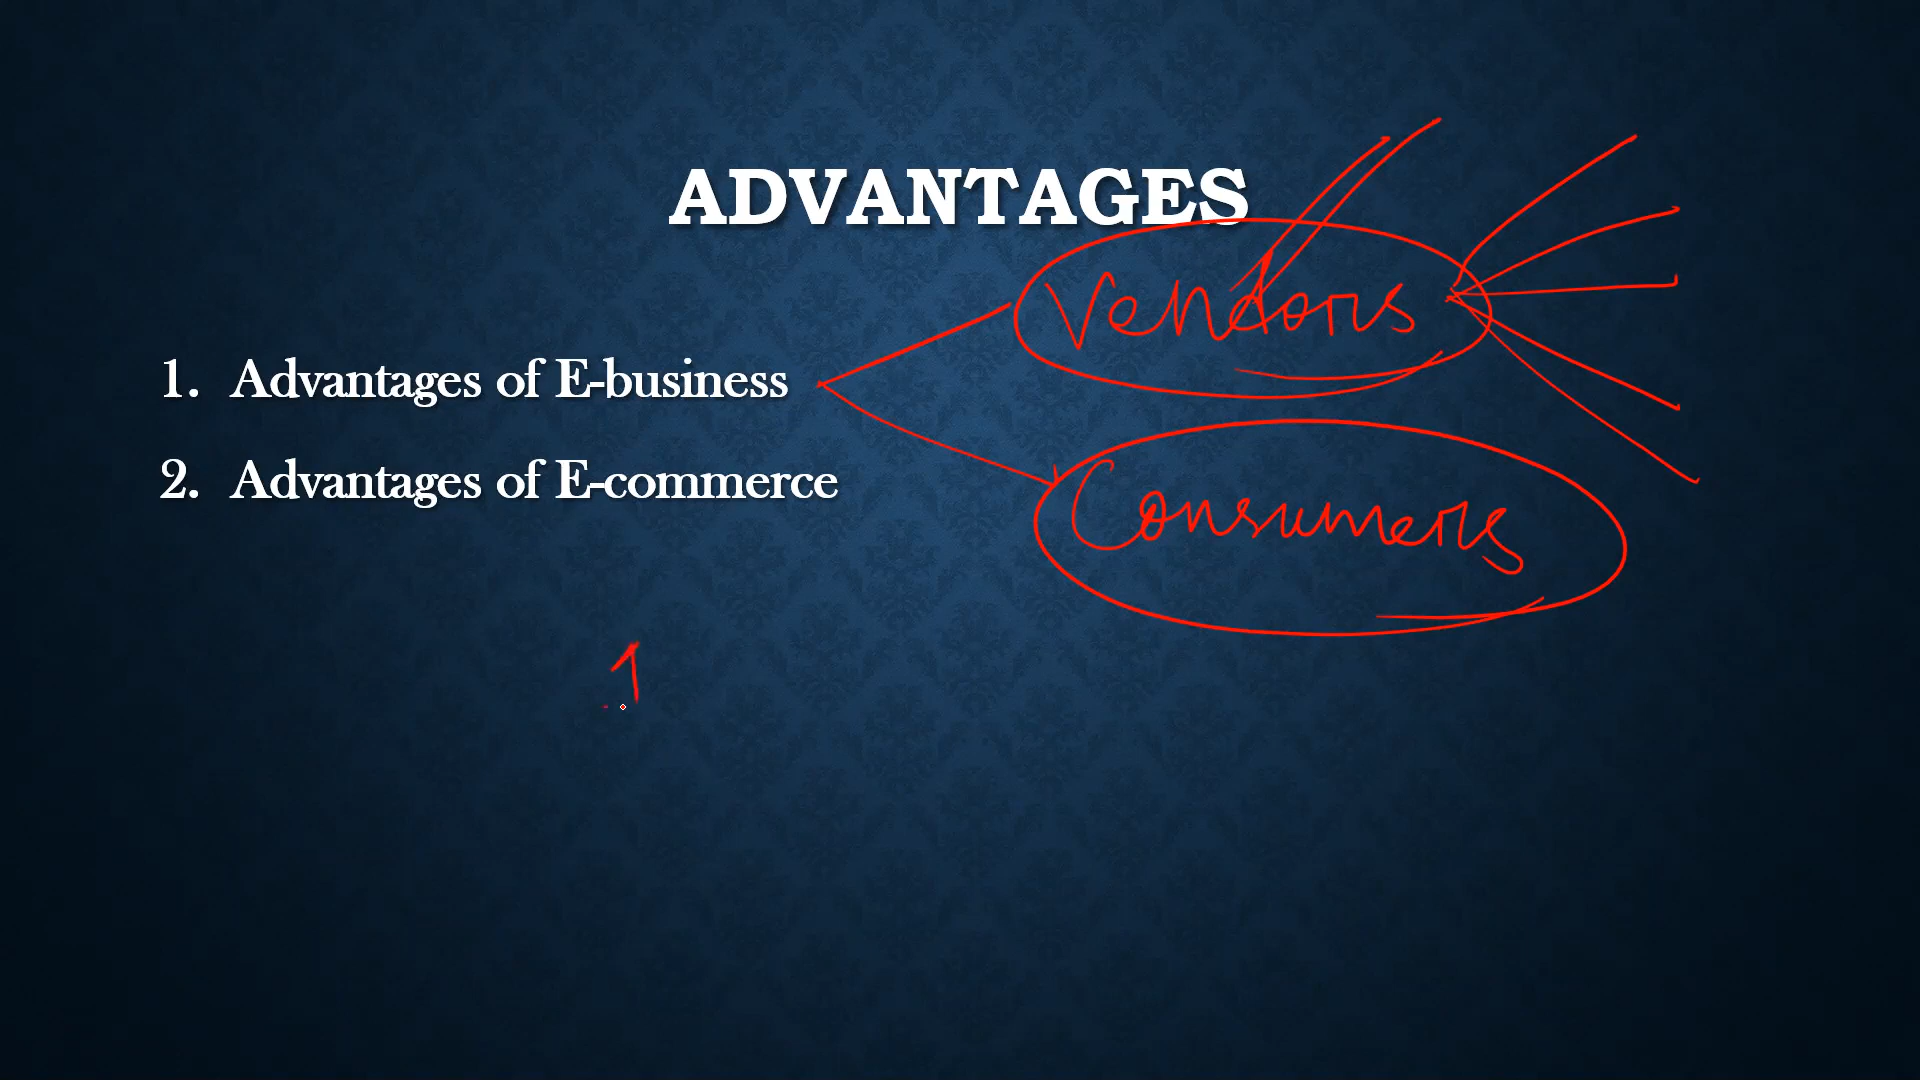 ADVANTAGES
Vendors
1. Advantages of E-business
2. Advantages of E-commerce
Consumers
1